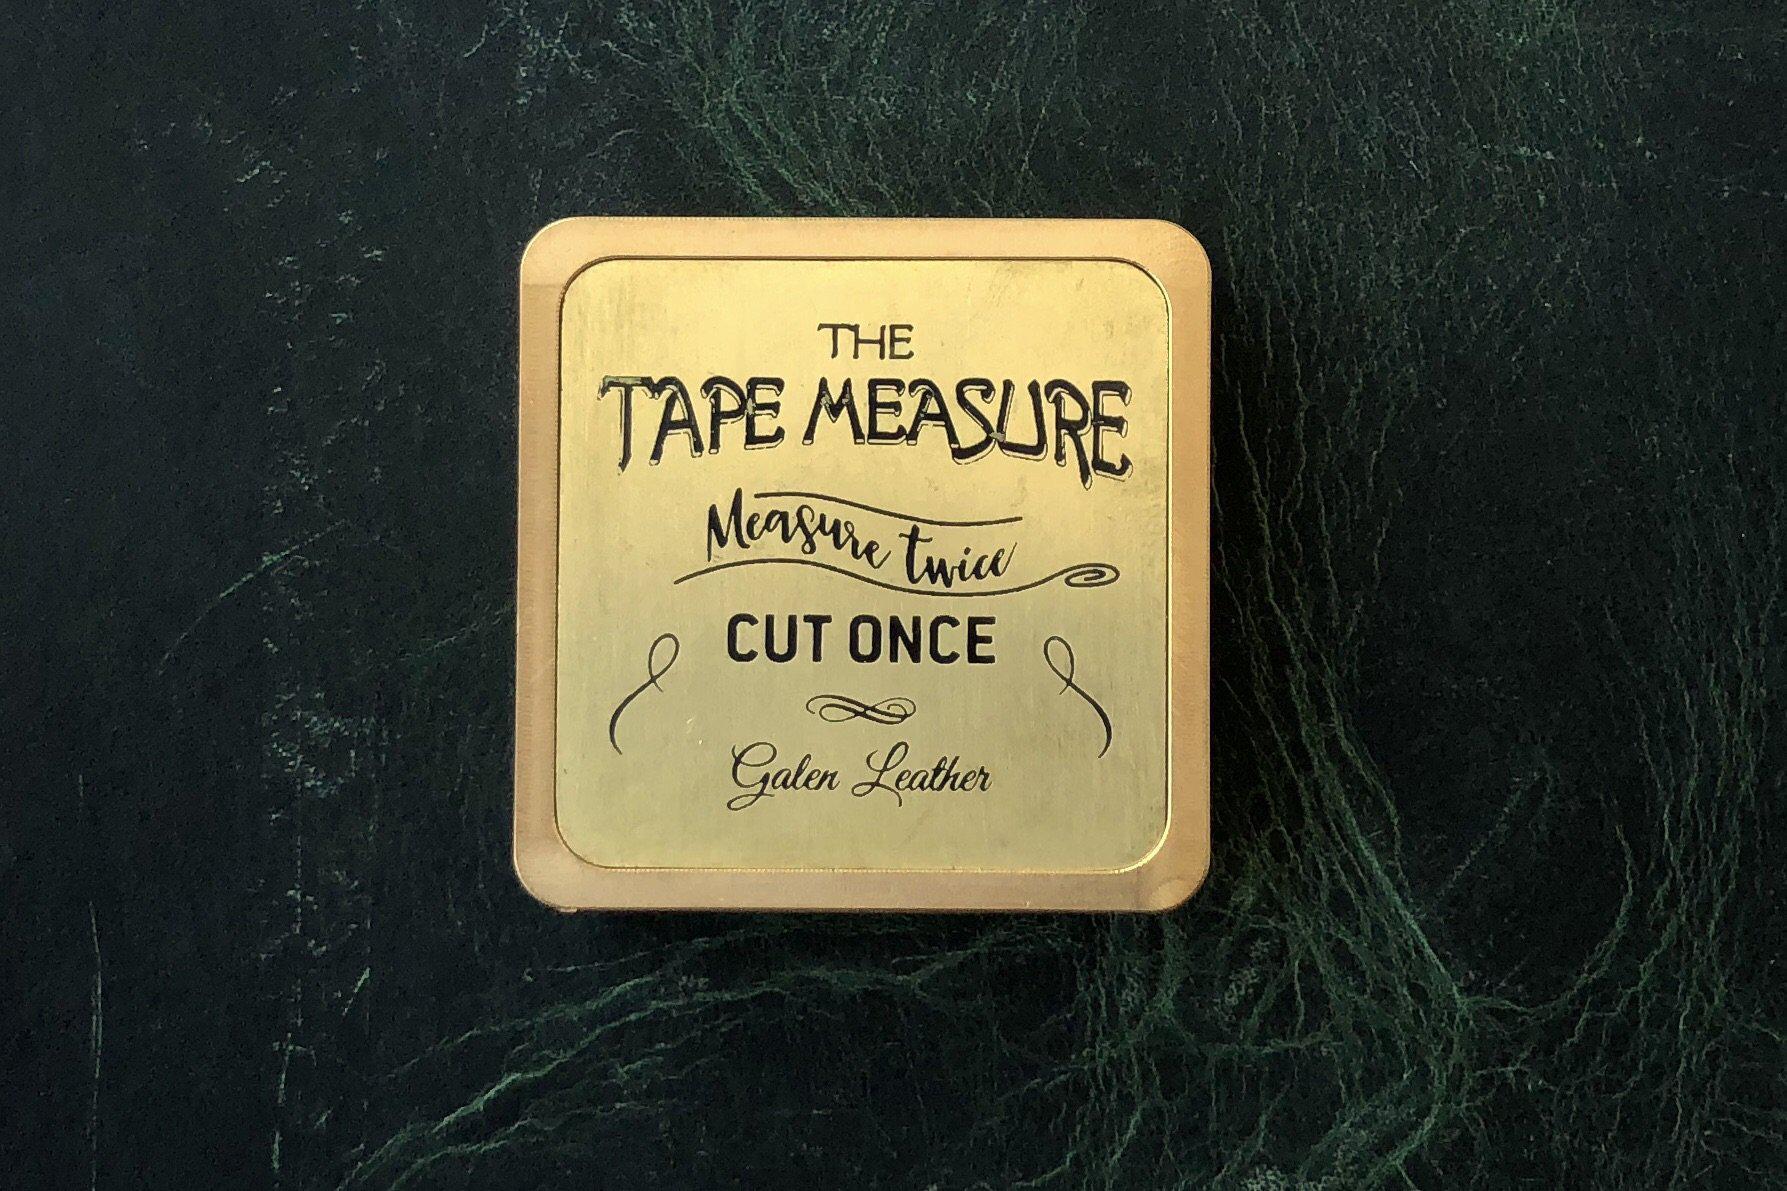 THE
TAPE MEASURE
Measure twice
CUT ONCE
Galen Leather